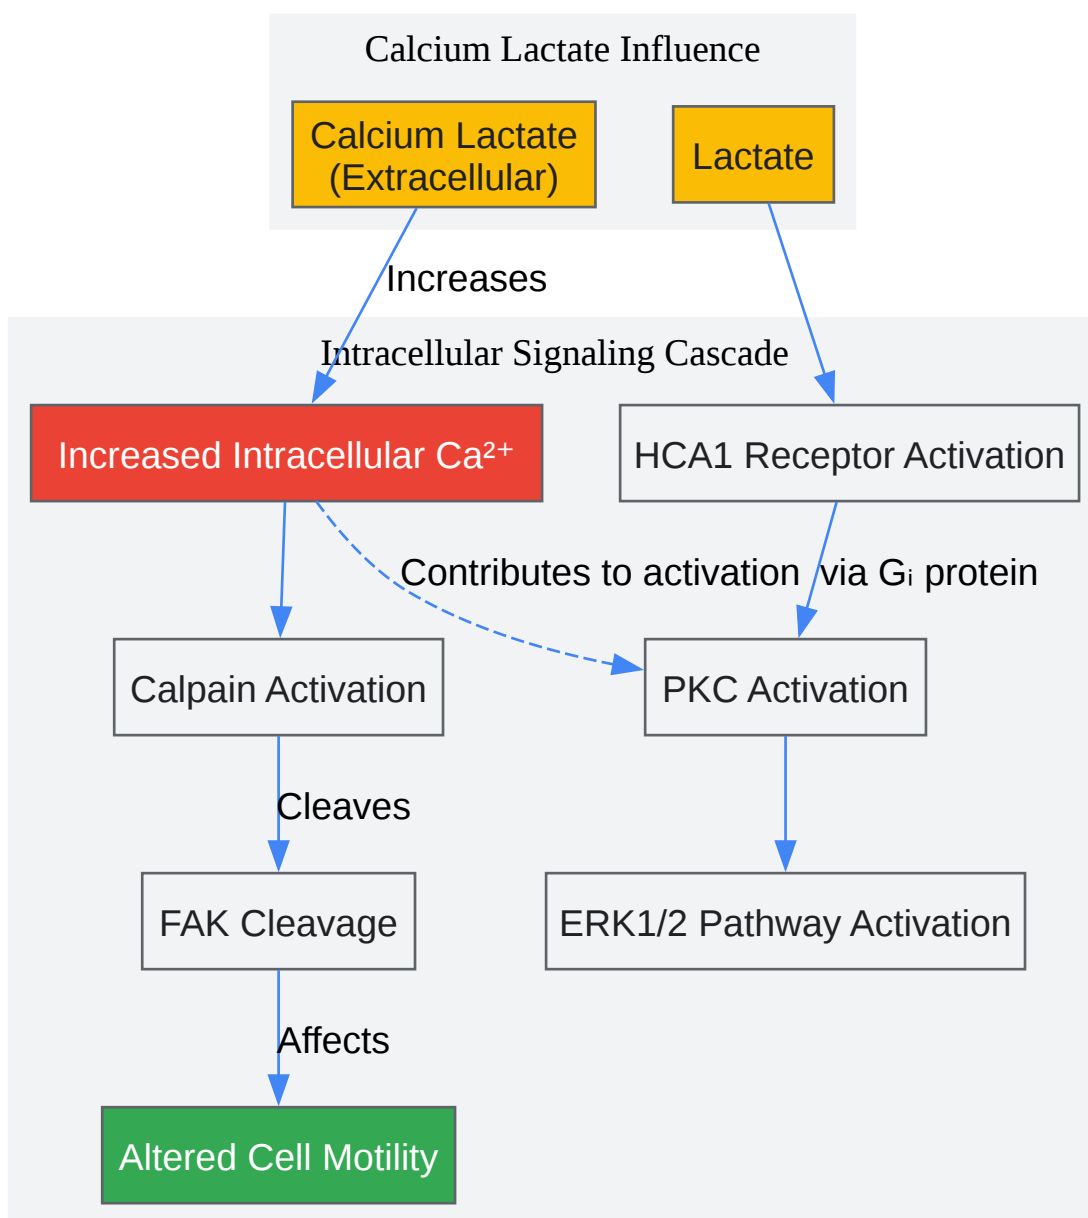 Calcium Lactate Influence
Calcium Lactate
(Extracellular)
Lactate
Increases
Intracellular Signaling Cascade
Increased Intracellular Ca²⁺
HCA1 Receptor Activation
Contributes to activation
via Gᵢ protein
Calpain Activation
PKC Activation
Cleaves
FAK Cleavage
ERK1/2 Pathway Activation
Affects
Altered Cell Motility